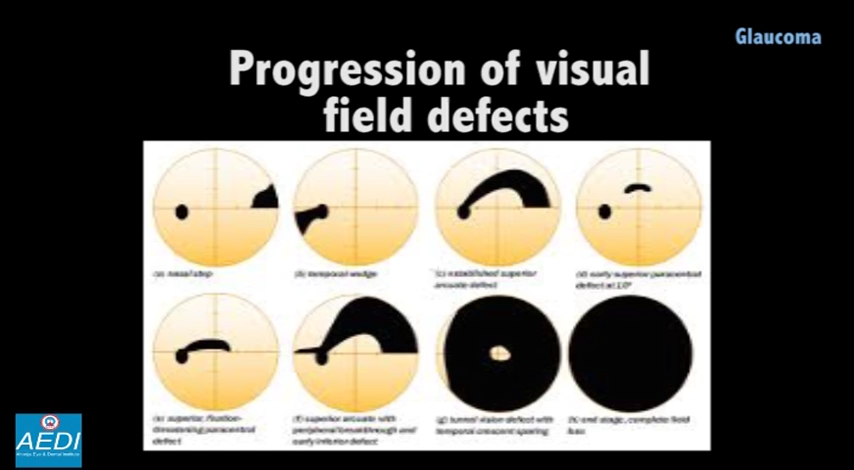 Glaucoma
Progression of visual
field defects
(a) nasal step
(b) temporal wedge
(c) established superior
arcuate defect
(d) early superior paracentral
defect at 10°
(e) superior, fixation-
threatening paracentral
defect
(f) superior arcuate with
peripheral breakthrough and
early inferior defect
(g) tunnel vision defect with
temporal crescent sparing
(h) end stage, complete field
loss
AEDI